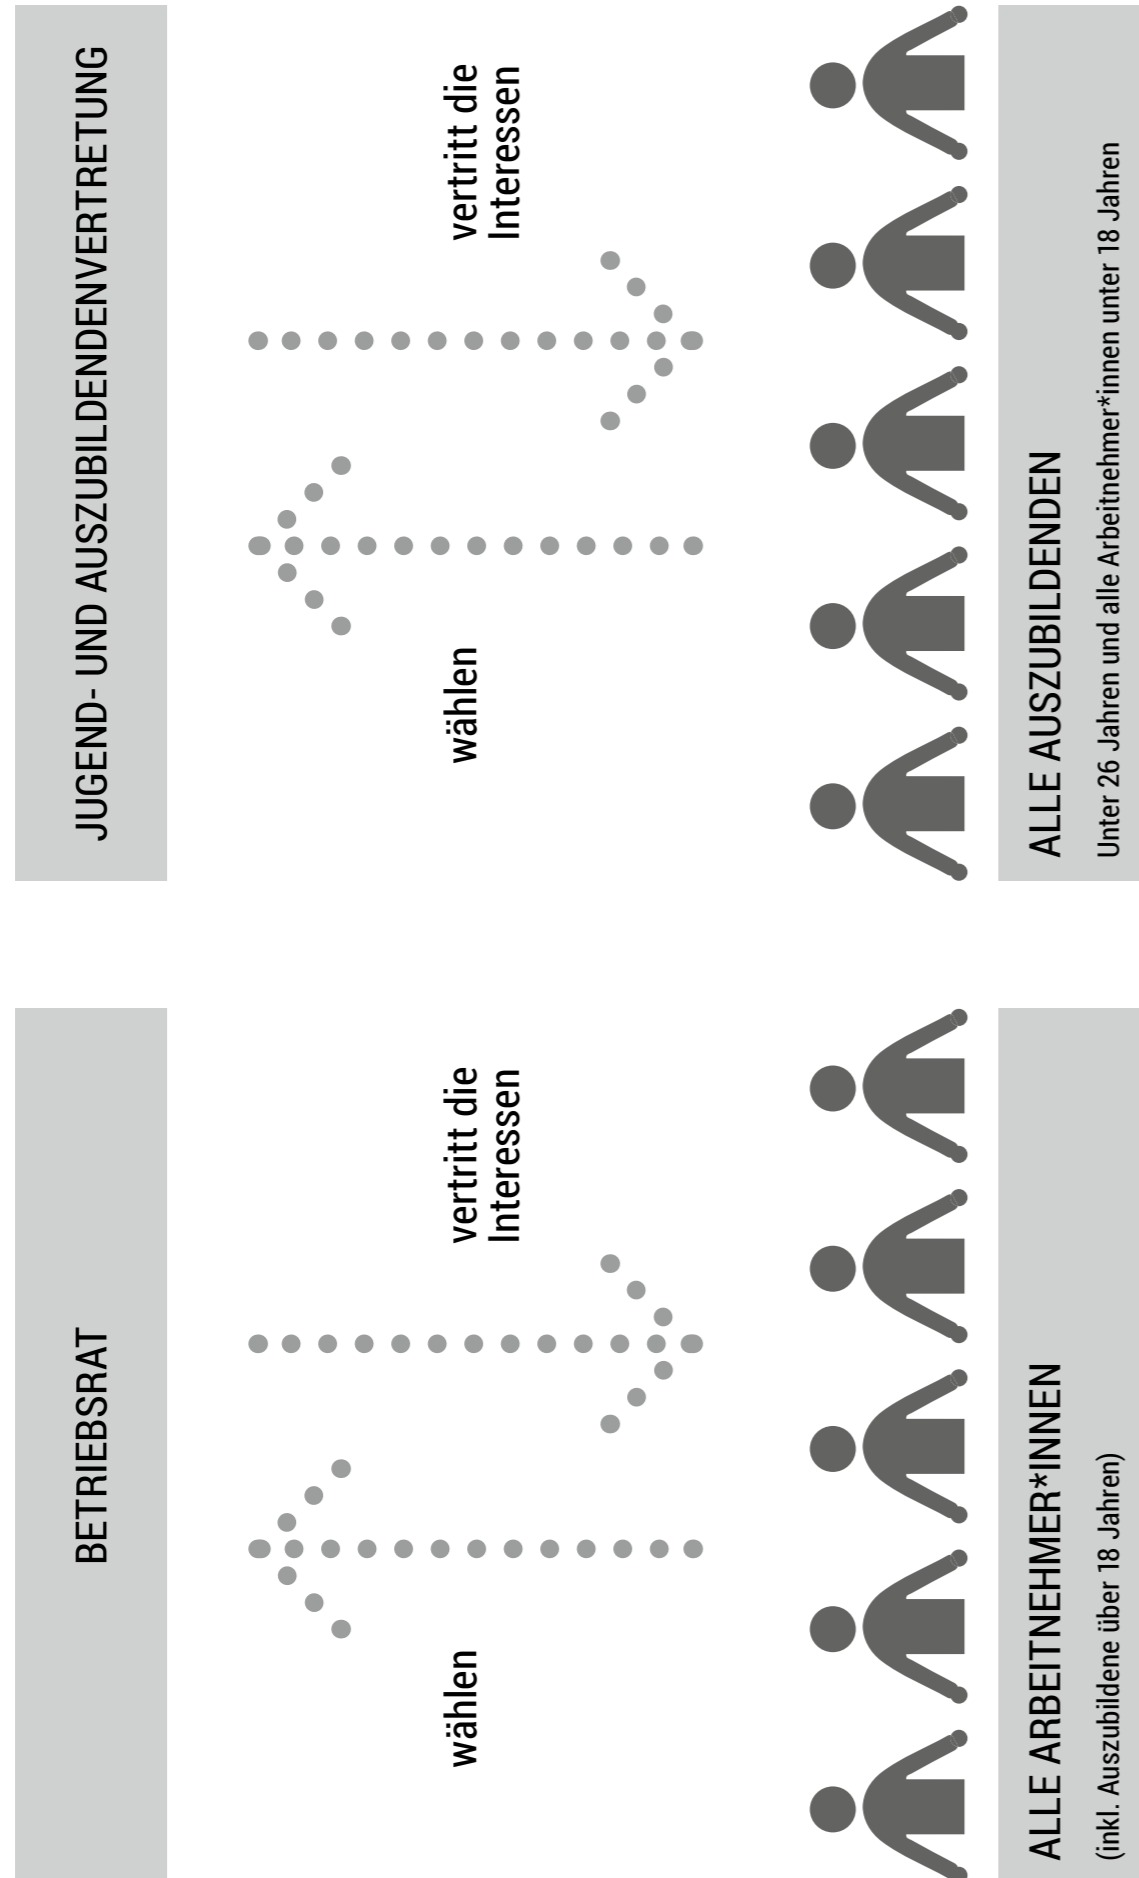 BETRIEBSRAT
wählen
vertritt die
Interessen
ALLE ARBEITNEHMER*INNEN
(inkl. Auszubildene über 18 Jahren)
JUGEND- UND AUSZUBILDENDENVERTRETUNG
wählen
vertritt die
Interessen
ALLE AUSZUBILDENDEN
Unter 26 Jahren und alle Arbeitnehmer*innen unter 18 Jahren